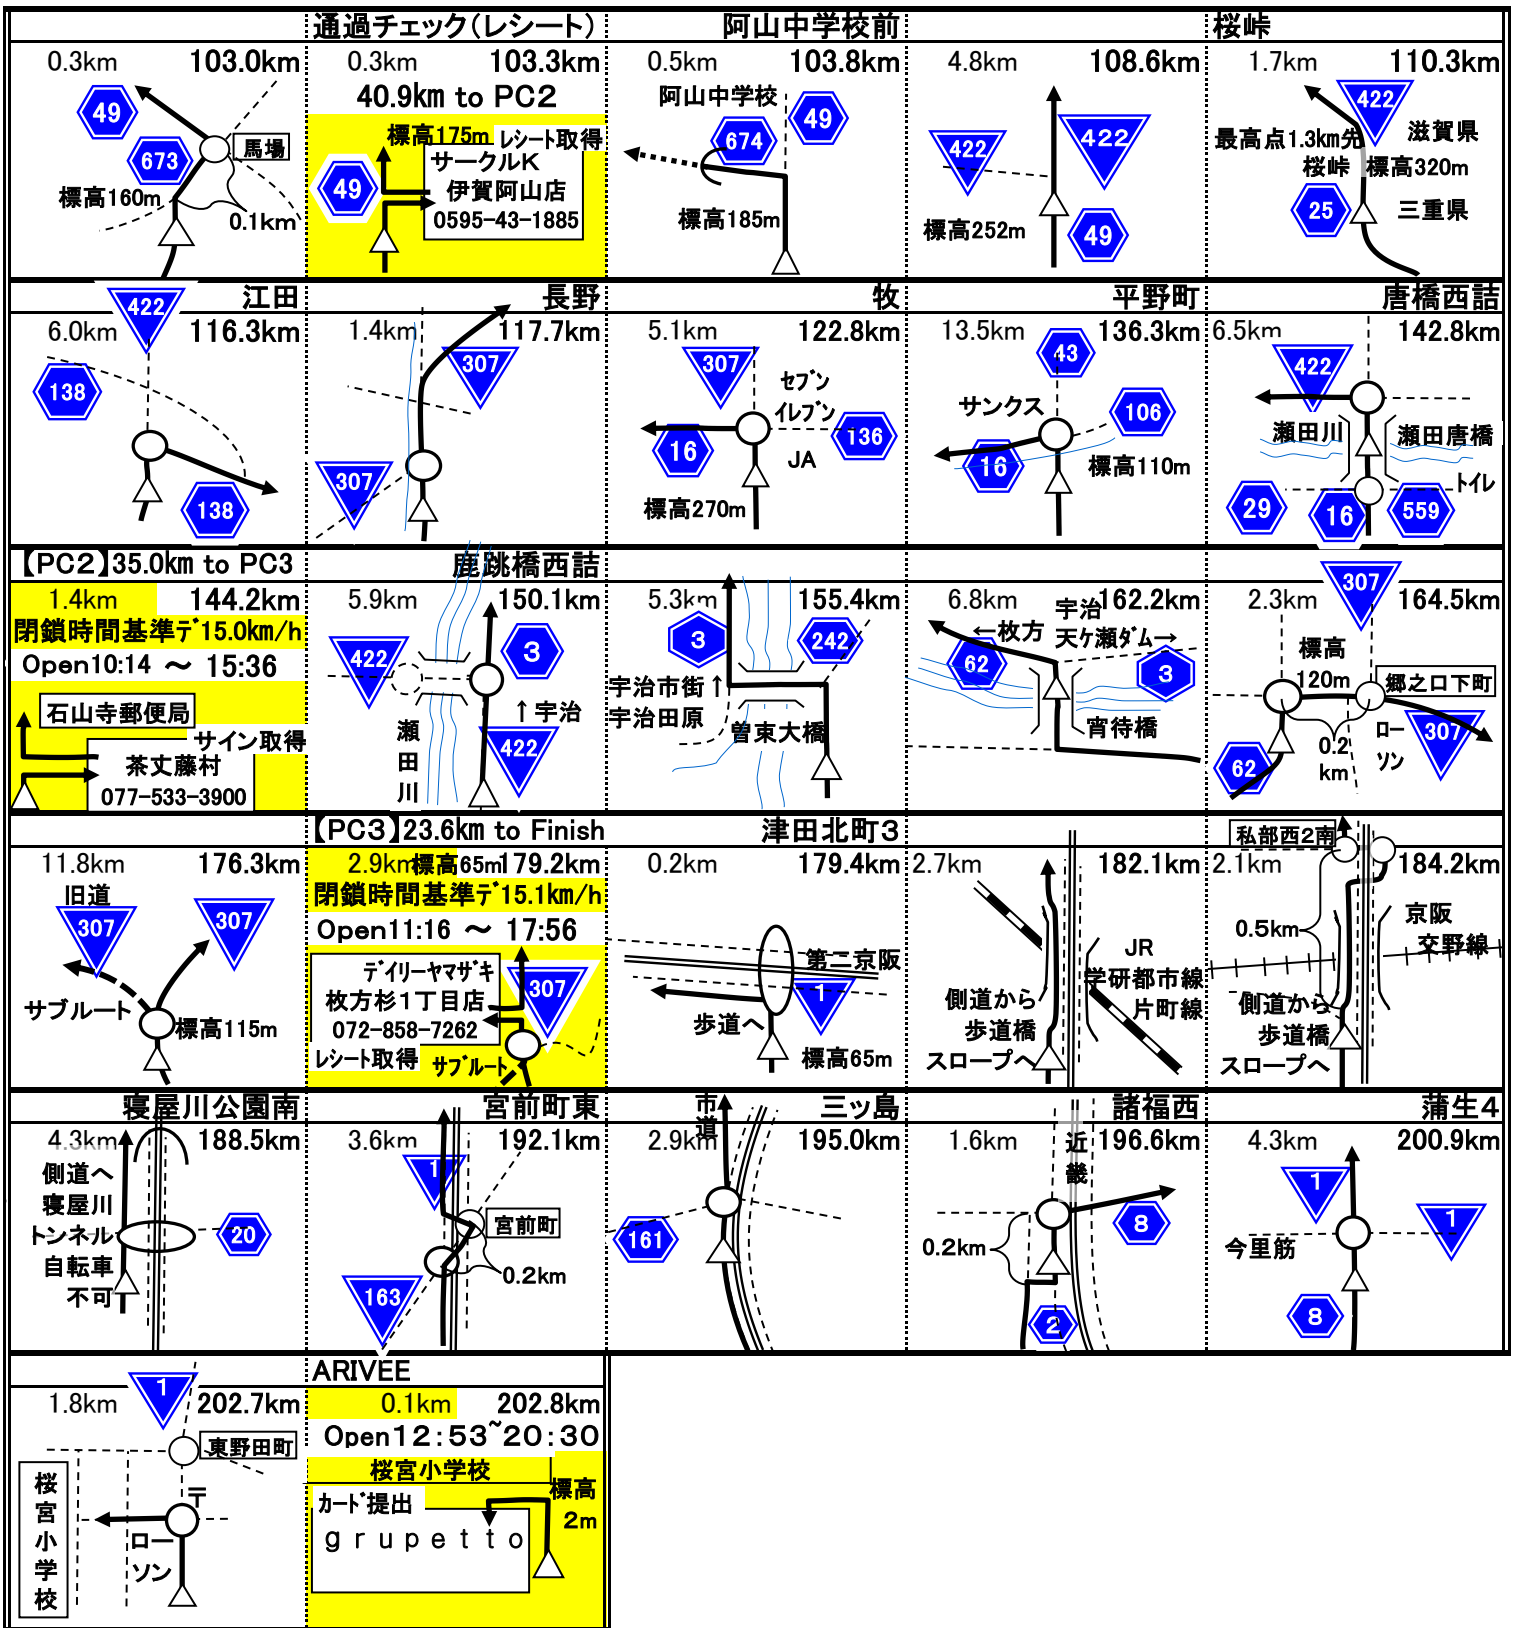 通過チェック（レシート）
阿山中学校前
桜峠
0.3km 103.0km
49
673
馬場
標高160m
0.1km
0.3km 103.3km
40.9km to PC2
標高175m レシート取得
サークルK
49
伊賀阿山店
0595-43-1885
0.5km 103.8km
阿山中学校
49
674
標高185m
4.8km 108.6km
422
422
標高252m
49
1.7km 110.3km
422
最高点1.3km先
滋賀県
桜峠 標高320m
25
三重県
江田
422
6.0km 116.3km
138
138
長野
1.4km 117.7km
307
307
牧
5.1km 122.8km
307
セブン
イレブン
16
136
JA
標高270m
平野町
13.5km 136.3km
43
サンクス
106
16
標高110m
唐橋西詰
6.5km 142.8km
422
瀬田川 瀬田唐橋
トイレ
29 16 559
【PC2】35.0km to PC3
1.4km 144.2km
閉鎖時間基準デ15.0km/h
Open10:14 ～ 15:36
石山寺郵便局
サイン取得
茶丈藤村
077-533-3900
鹿跳橋西詰
5.9km 150.1km
422
3
↑宇治
瀬田川
422
5.3km 155.4km
3
242
宇治市街↑
宇治田原
曽束大橋
6.8km 162.2km
宇治
←枚方 天ケ瀬ダム→
62
3
宵待橋
307
2.3km 164.5km
標高
120m
郷之口下町
0.2
km
ローソン
307
62
11.8km 176.3km
旧道
307
307
サブルート
標高115m
【PC3】23.6km to Finish
2.9km 標高65m 179.2km
閉鎖時間基準デ15.1km/h
Open11:16 ～ 17:56
デイリーヤマザキ
枚方杉１丁目店
072-858-7262
307
レシート取得
サブルート
津田北町３
0.2km 179.4km
第二京阪
1
歩道へ
標高65m
2.7km 182.1km
JR
学研都市線
片町線
側道から
歩道橋
スロープへ
私部西2南
2.1km 184.2km
0.5km
京阪
交野線
側道から
歩道橋
スロープへ
寝屋川公園南
4.3km 188.5km
側道へ
寝屋川
トンネル
自転車
不可
20
宮前町東
3.6km 192.1km
1
宮前町
0.2km
163
三ッ島
市道
2.9km 195.0km
161
諸福西
1.6km 196.6km
近畿
8
0.2km
2
蒲生４
4.3km 200.9km
1
1
今里筋
8
1
1.8km 202.7km
東野田町
桜宮小学校
〒
ローソン
ARIVEE
0.1km 202.8km
Open12:53~20:30
桜宮小学校
カード提出
標高
2m
grupetto